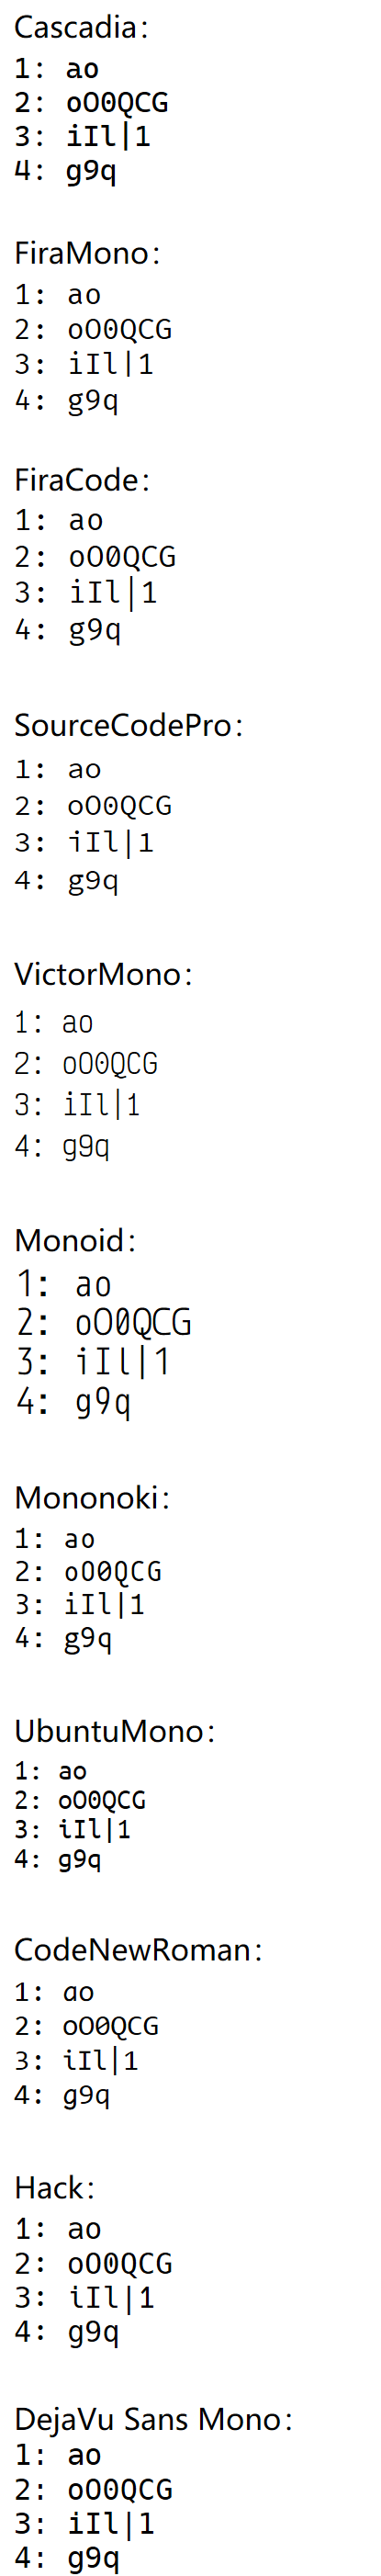 Cascadia:
1: ao
2: oO0QCG
3: iIl|1
4: g9q
FiraMono:
1: ao
2: oO0QCG
3: iIl|1
4: g9q
FiraCode:
1: ao
2: oO0QCG
3: iIl|1
4: g9q
SourceCodePro:
1: ao
2: oO0QCG
3: iIl|1
4: g9q
VictorMono:
1: ao
2: oO0QCG
3: iIl|1
4: g9q
Monoid:
1: ao
2: oO0QCG
3: iIl|1
4: g9q
Mononoki:
1: ao
2: oO0QCG
3: iIl|1
4: g9q
UbuntuMono:
1: ao
2: oO0QCG
3: iIl|1
4: g9q
CodeNewRoman:
1: ao
2: oO0QCG
3: iIl|1
4: g9q
Hack:
1: ao
2: oO0QCG
3: iIl|1
4: g9q
DejaVu Sans Mono:
1: ao
2: oO0QCG
3: iIl|1
4: g9q